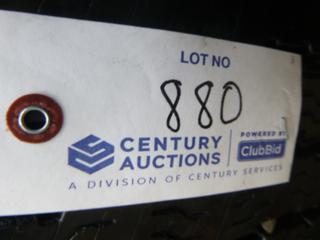 LOT NO
880
CENTURY AUCTIONS
POWERED BY
ClubBid
A DIVISION OF CENTURY SERVICES